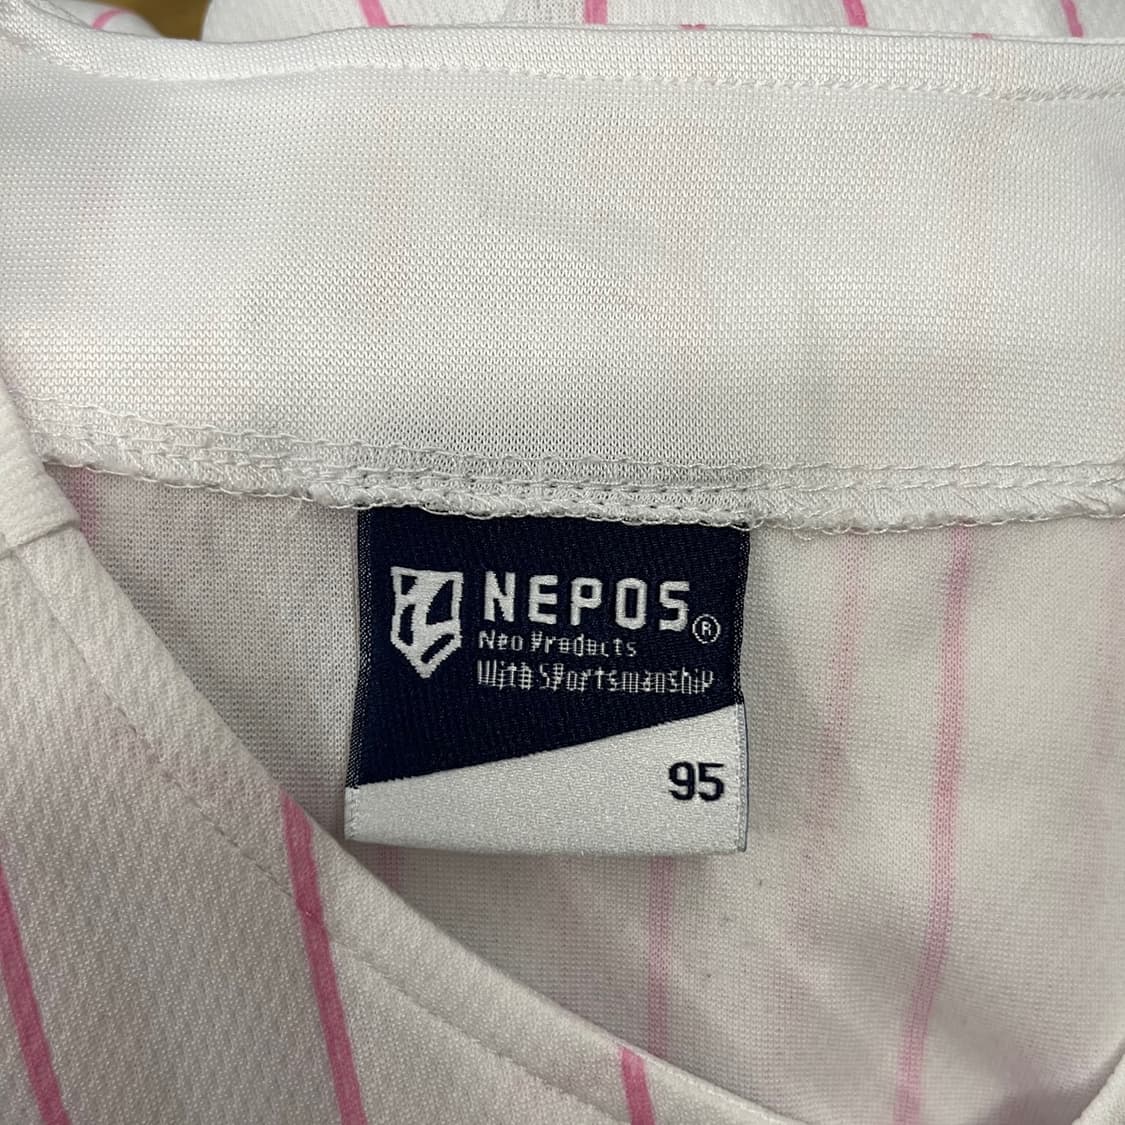 NEPOS®
Neo Products
With Sportsmanship
95